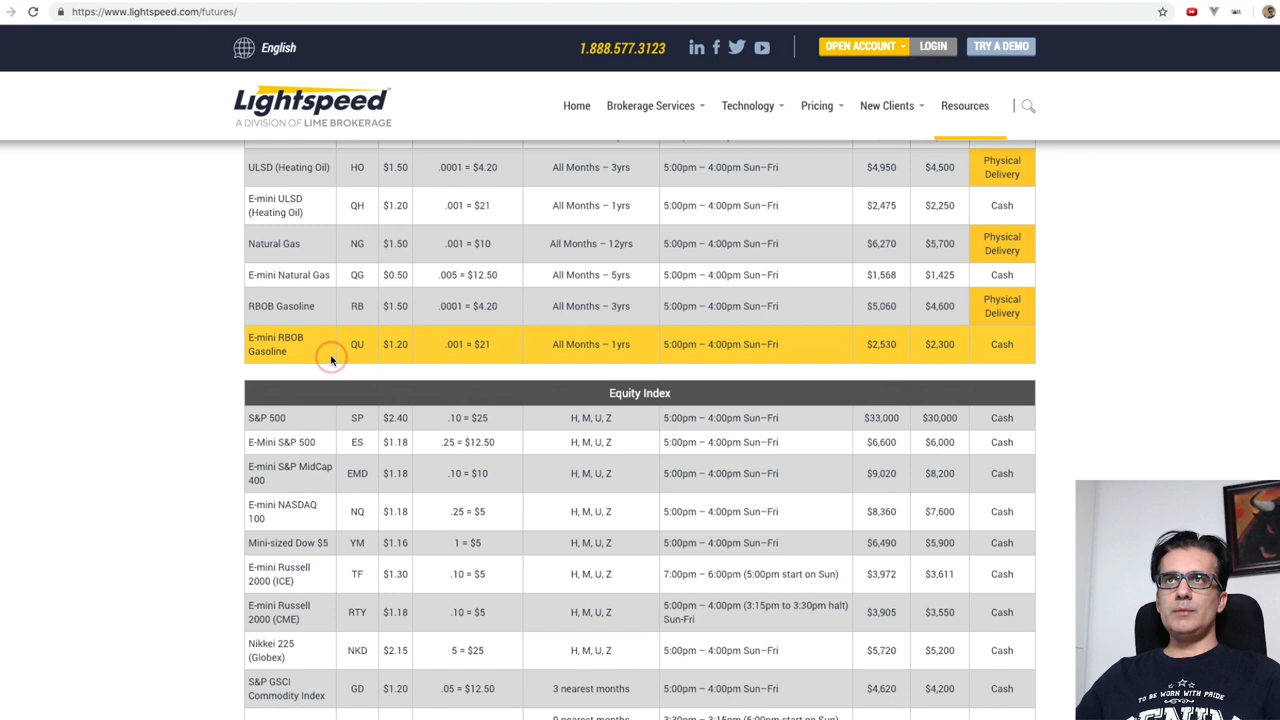 https://www.lightspeed.com/futures/
English
1.888.577.3123
OPEN ACCOUNT
LOGIN
TRY A DEMO
Lightspeed
A DIVISION OF LIME BROKERAGE
Home Brokerage Services Technology Pricing New Clients Resources
ULSD (Heating Oil) HO $1.50 .0001 = $4.20 All Months – 3yrs 5:00pm – 4:00pm Sun–Fri $4,950 $4,500 Physical
Delivery
E-mini ULSD
(Heating Oil) QH $1.20 .001 = $21 All Months – 1yrs 5:00pm – 4:00pm Sun–Fri $2,475 $2,250 Cash
Natural Gas NG $1.50 .001 = $10 All Months – 12yrs 5:00pm – 4:00pm Sun–Fri $6,270 $5,700 Physical
Delivery
E-mini Natural Gas QG $0.50 .005 = $12.50 All Months – 5yrs 5:00pm – 4:00pm Sun–Fri $1,568 $1,425 Cash
RBOB Gasoline RB $1.50 .0001 = $4.20 All Months – 3yrs 5:00pm – 4:00pm Sun–Fri $5,060 $4,600 Physical
Delivery
E-mini RBOB
Gasoline QU $1.20 .001 = $21 All Months – 1yrs 5:00pm – 4:00pm Sun–Fri $2,530 $2,300 Cash
Equity Index
S&P 500 SP $2.40 .10 = $25 H, M, U, Z 5:00pm – 4:00pm Sun–Fri $33,000 $30,000 Cash
E-Mini S&P 500 ES $1.18 .25 = $12.50 H, M, U, Z 5:00pm – 4:00pm Sun–Fri $6,600 $6,000 Cash
E-mini S&P MidCap
400 EMD $1.18 .10 = $10 H, M, U, Z 5:00pm – 4:00pm Sun–Fri $9,020 $8,200 Cash
E-mini NASDAQ
100 NQ $1.18 .25 = $5 H, M, U, Z 5:00pm – 4:00pm Sun–Fri $8,360 $7,600 Cash
Mini-sized Dow $5 YM $1.16 1 = $5 H, M, U, Z 5:00pm – 4:00pm Sun–Fri $6,490 $5,900 Cash
E-mini Russell
2000 (ICE) TF $1.30 .10 = $5 H, M, U, Z 7:00pm – 6:00pm (5:00pm start on Sun) $3,972 $3,611 Cash
E-mini Russell
2000 (CME) RTY $1.18 .10 = $5 H, M, U, Z 5:00pm – 4:00pm (3:15pm to 3:30pm halt)
Sun-Fri $3,905 $3,550 Cash
Nikkei 225
(Globex) NKD $2.15 5 = $25 H, M, U, Z 5:00pm – 4:00pm Sun–Fri $5,720 $5,200 Cash
S&P GSCI
Commodity Index GD $1.20 .05 = $12.50 3 nearest months 5:00pm – 4:00pm Sun–Fri $4,620 $4,200 Cash
TO BE WORK WITH PRIDE